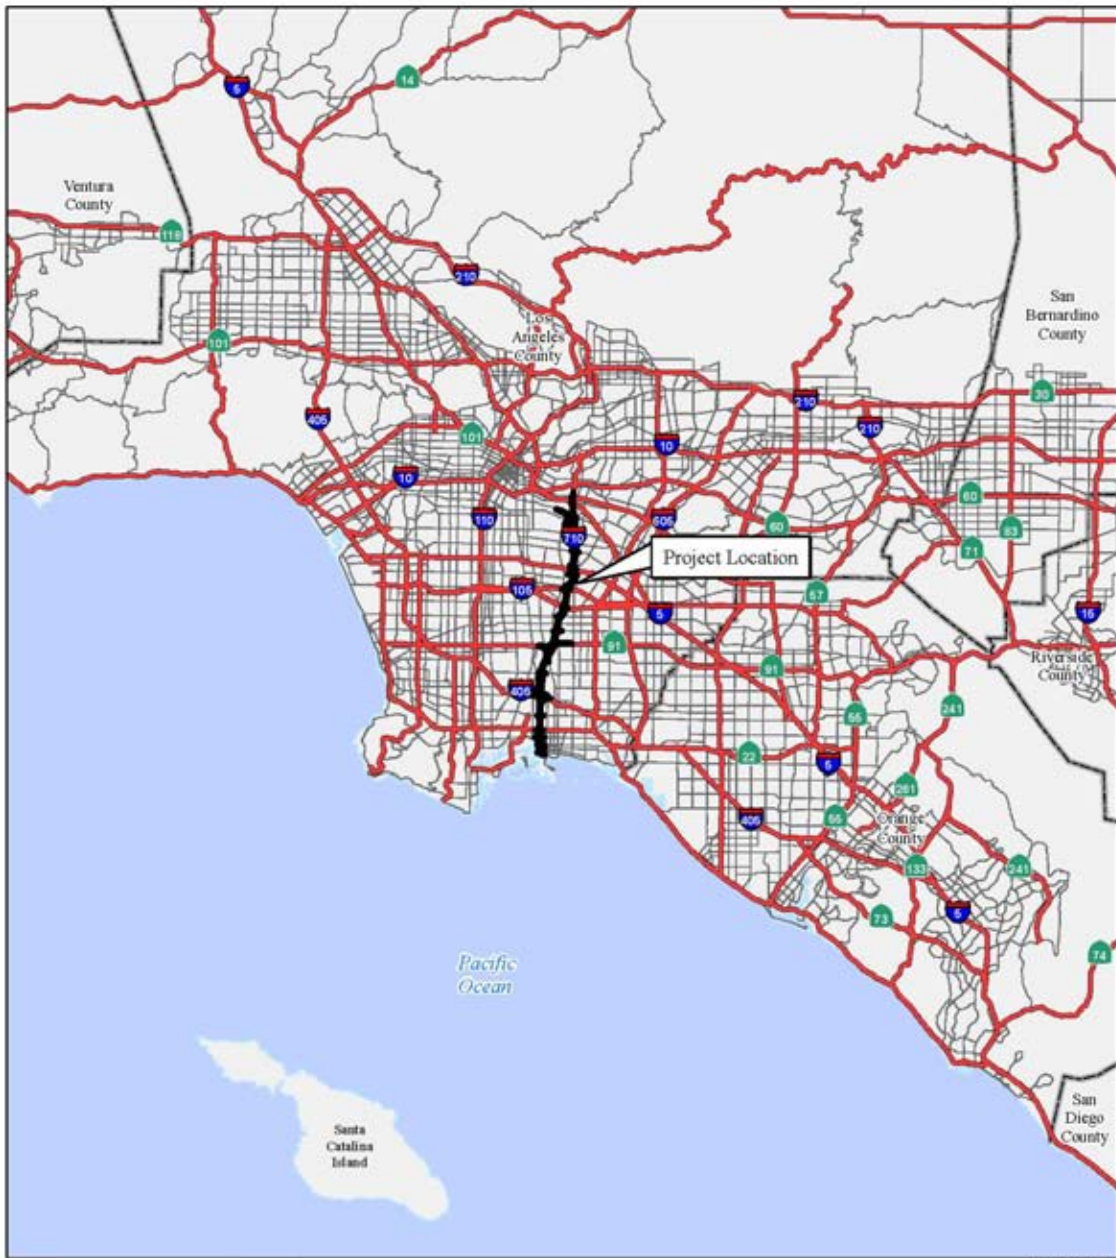 5
14
Ventura
County
118
210
San
Bernardino
County
Los
Angeles
County
101
405
210
30
210
101
10
10
60
110
605
60
83
710
71
Project Location
105
57
5
15
91
91
Riverside
County
405
241
55
22
5
261
405
55
Orange
County
133
241
5
73
74
Pacific
Ocean
San
Diego
County
Santa
Catalina
Island